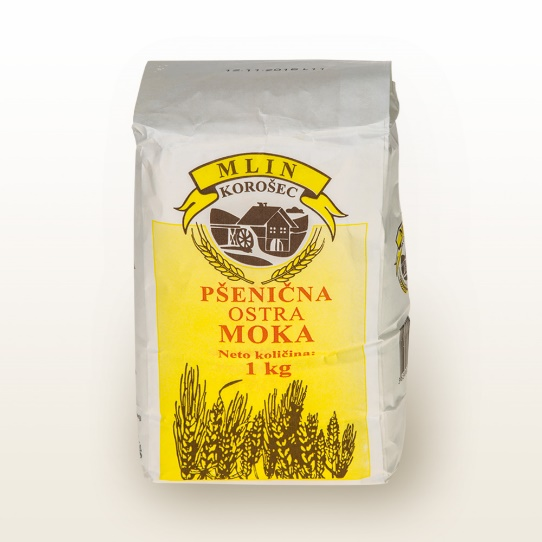 MLIN
KOROŠEC
PŠENIČNA
OSTRA
MOKA
Neto količina:
1 kg